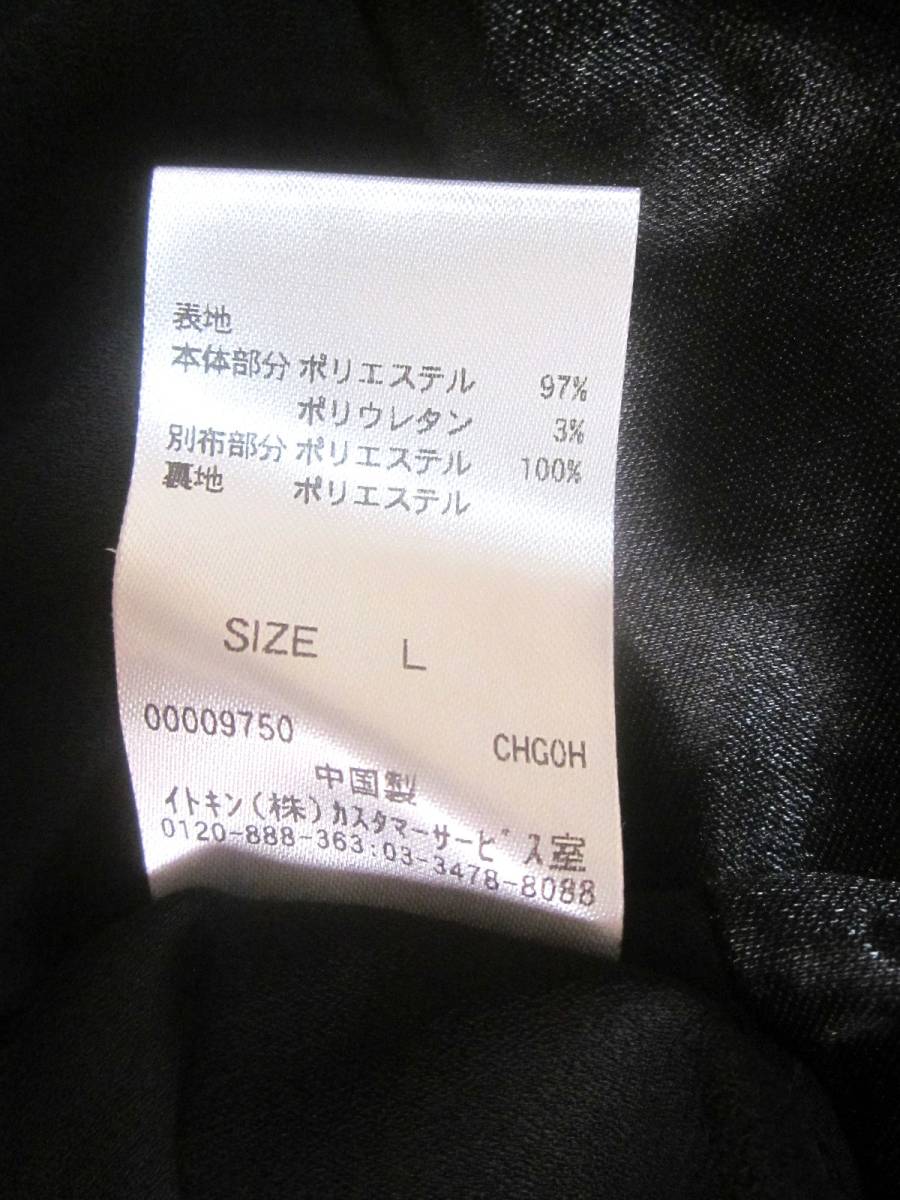 表地
本体部分 ポリエステル 97%
ポリウレタン 3%
別布部分 ポリエステル 100%
裏地 ポリエステル
SIZE L
00009750 CHGOH
中国製
イトキン(株)カスタマーサービス室
0120-888-363:03-3478-8088